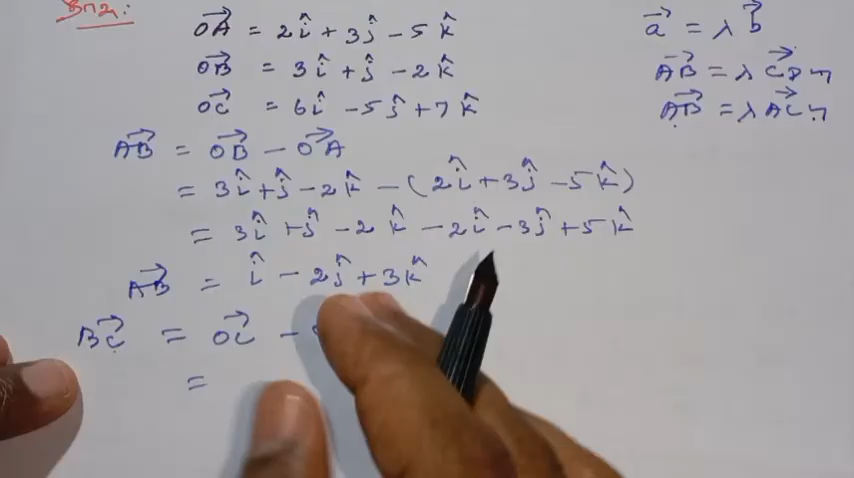 OA⃗ = 2î + 3ĵ − 5k̂
OB⃗ = 3î + ĵ − 2k̂
OC⃗ = 6î − 5ĵ + 7k̂
AB⃗ = OB⃗ − OA⃗
= 3î + ĵ − 2k̂ − (2î + 3ĵ − 5k̂)
= 3î + ĵ − 2k̂ − 2î − 3ĵ + 5k̂
AB⃗ = î − 2ĵ + 3k̂
BC⃗ = OC⃗ −
=
a⃗ = λ b⃗
AB⃗ = λ CD⃗
AB⃗ = λ AC⃗